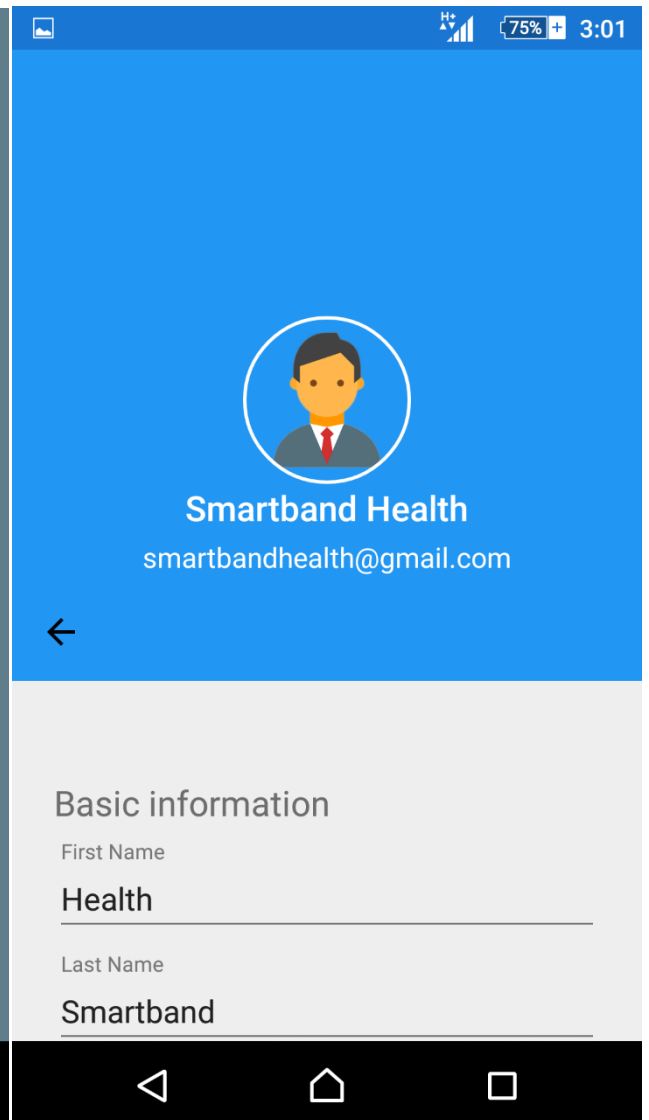 H+ 75% 3:01
Smartband Health
smartbandhealth@gmail.com
Basic information
First Name
Health
Last Name
Smartband